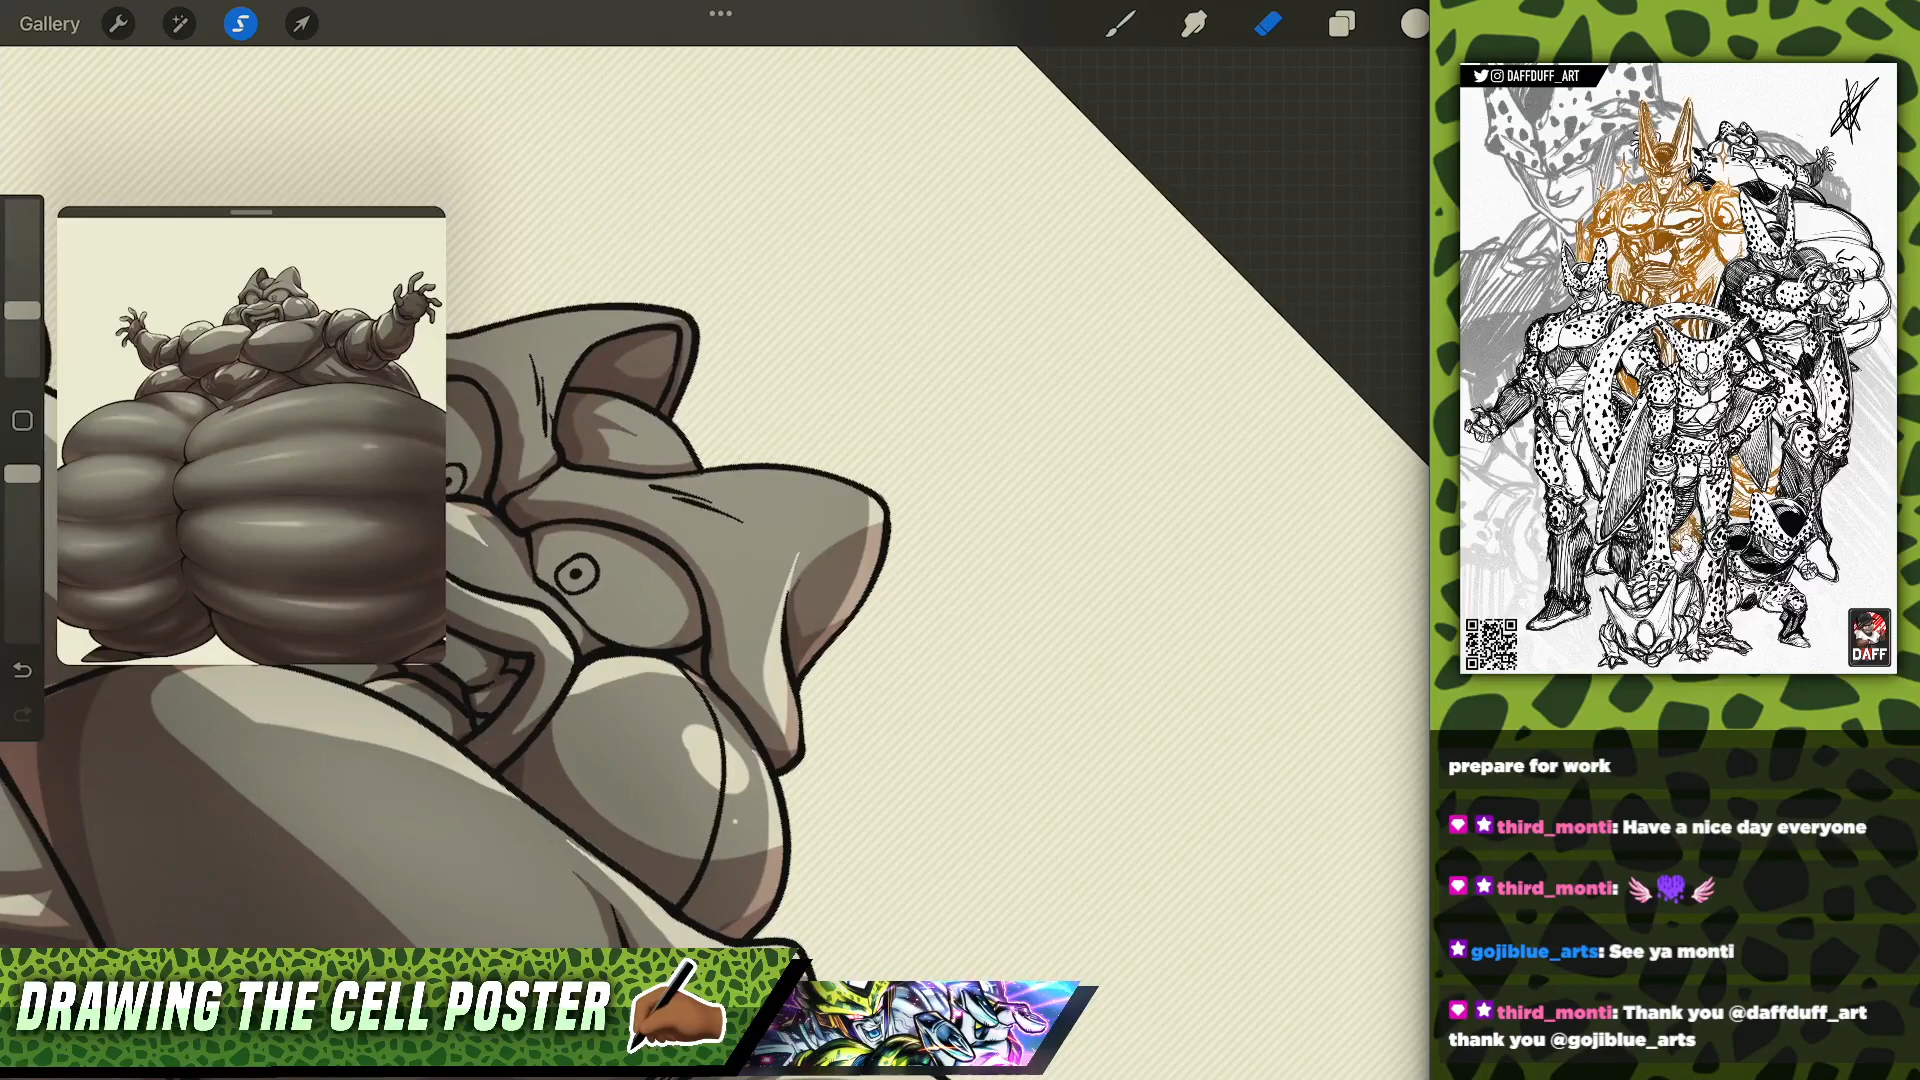 Gallery
DAFFDUFF_ART
DAFF
prepare for work
third_monti: Have a nice day everyone
third_monti:
gojiblue_arts: See ya monti
third_monti: Thank you @daffduff_art
thank you @gojiblue_arts
DRAWING THE CELL POSTER